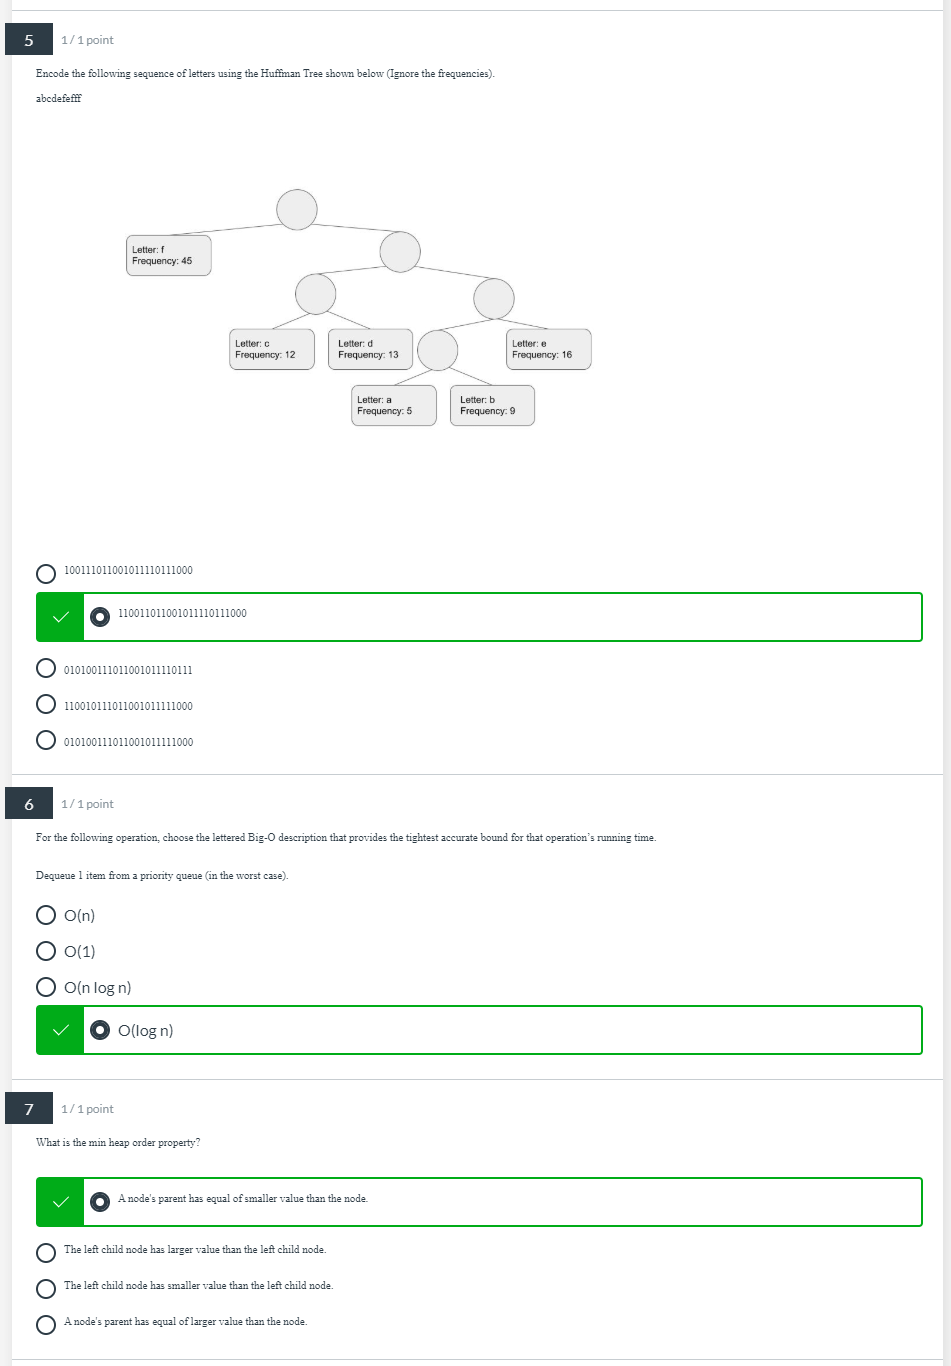 5
1 / 1 point
Encode the following sequence of letters using the Huffman Tree shown below (Ignore the frequencies).
abcdefefff
Letter: f
Frequency: 45
Letter: c
Frequency: 12
Letter: d
Frequency: 13
Letter: e
Frequency: 16
Letter: a
Frequency: 5
Letter: b
Frequency: 9
100111011001011110111000
110011011001011110111000
010100111011001011110111
110010111011001011111000
010100111011001011111000
6
1 / 1 point
For the following operation, choose the lettered Big-O description that provides the tightest accurate bound for that operation's running time.
Dequeue 1 item from a priority queue (in the worst case).
O(n)
O(1)
O(n log n)
O(log n)
7
1 / 1 point
What is the min heap order property?
A node's parent has equal of smaller value than the node.
The left child node has larger value than the left child node.
The left child node has smaller value than the left child node.
A node's parent has equal of larger value than the node.